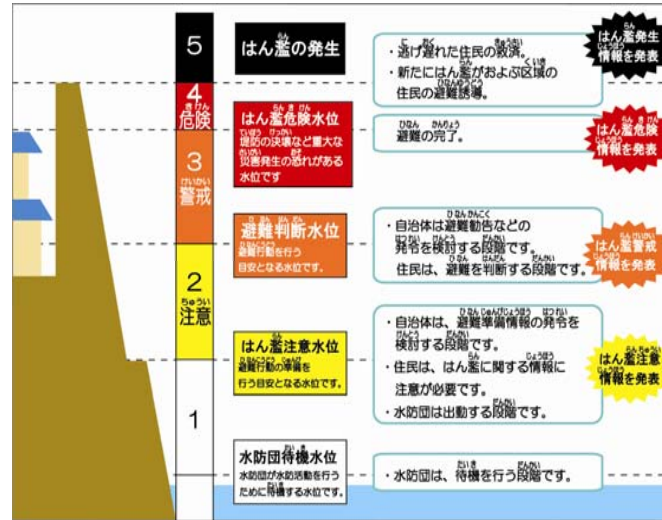 5
はん濫の発生
・逃げ遅れた住民の救済。
・新たにはん濫がおよぶ区域の
住民の避難誘導。
はん濫発生
情報を発表
4
危険
はん濫危険水位
堤防の決壊など重大な
災害発生の恐れがある
水位です
避難の完了。
はん濫危険
情報を発表
3
警戒
避難判断水位
避難行動を行う
目安となる水位です。
・自治体は避難勧告などの
発令を検討する段階です。
住民は、避難を判断する段階です。
はん濫警戒
情報を発表
2
注意
はん濫注意水位
避難行動の準備を
行う目安となる水位です。
・自治体は、避難準備情報の発令を
検討する段階です。
・住民は、はん濫に関する情報に
注意が必要です。
・水防団は出動する段階です。
はん濫注意
情報を発表
1
水防団待機水位
水防団が水防活動を行う
ために待機する水位です。
・水防団は、待機を行う段階です。